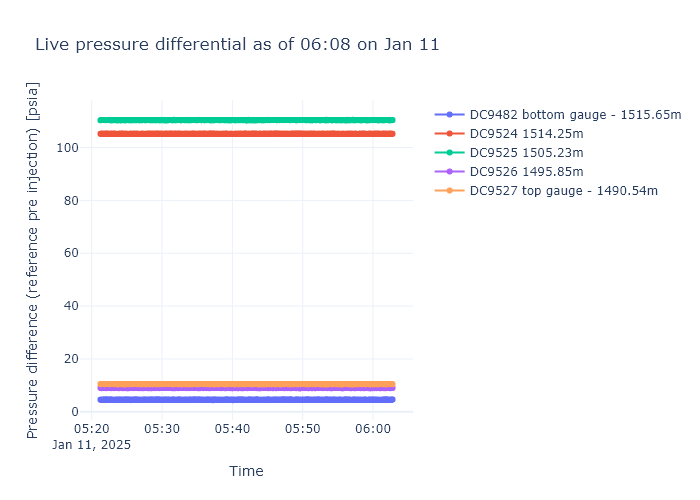 Live pressure differential as of 06:08 on Jan 11
Pressure difference (reference pre injection) [psia]
100
80
60
40
20
0
05:20
Jan 11, 2025
05:30
05:40
05:50
06:00
Time
DC9482 bottom gauge - 1515.65m
DC9524 1514.25m
DC9525 1505.23m
DC9526 1495.85m
DC9527 top gauge - 1490.54m